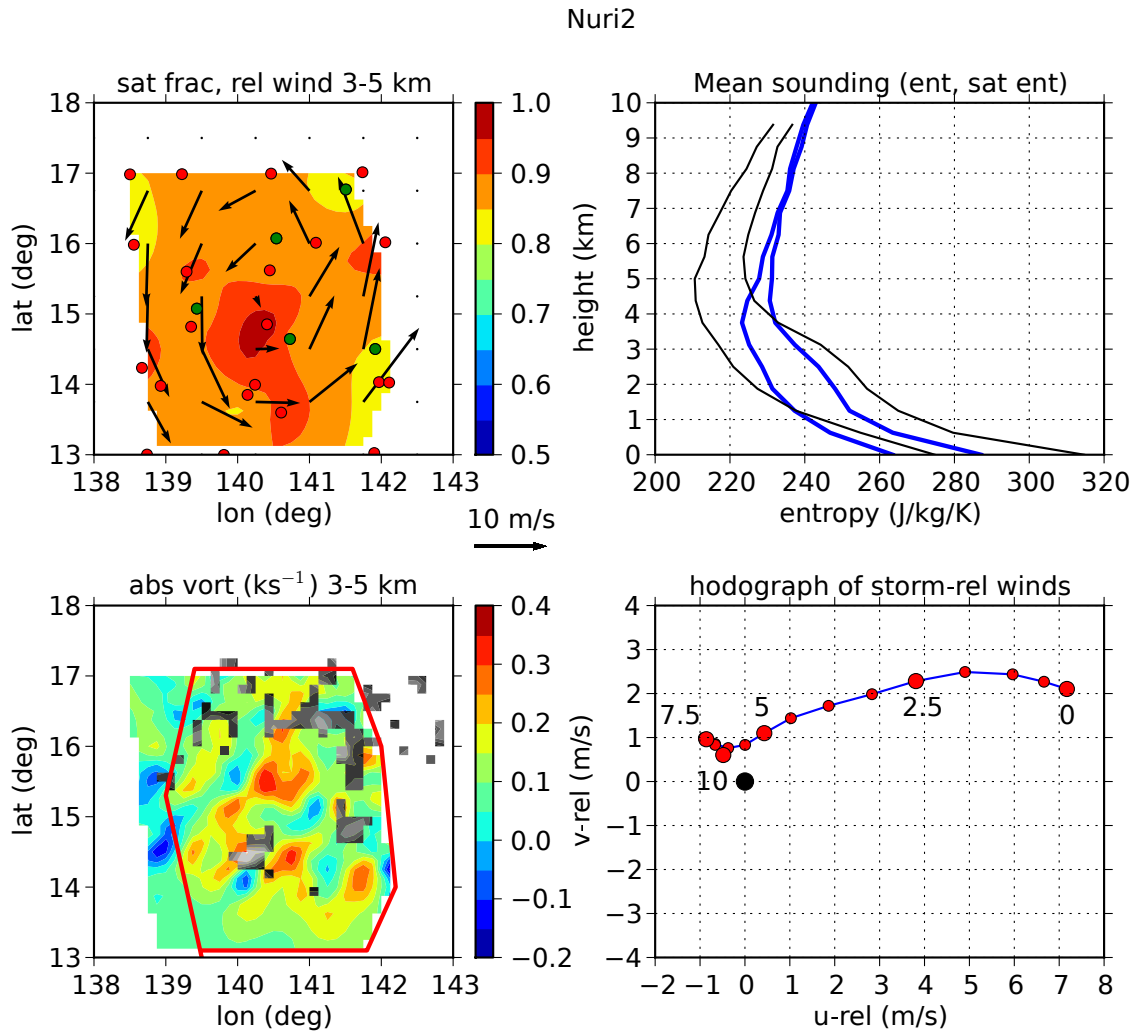 Nuri2
sat frac, rel wind 3-5 km
18
17
16
15
14
13
lat (deg)
138 139 140 141 142 143
lon (deg)
1.0
0.9
0.8
0.7
0.6
0.5
Mean sounding (ent, sat ent)
10
9
8
7
6
5
4
3
2
1
0
height (km)
200 220 240 260 280 300 320
entropy (J/kg/K)
10 m/s
abs vort (ks⁻¹) 3-5 km
18
17
16
15
14
13
lat (deg)
138 139 140 141 142 143
lon (deg)
0.4
0.3
0.2
0.1
0.0
−0.1
−0.2
hodograph of storm-rel winds
4
3
2
1
0
−1
−2
−3
−4
v-rel (m/s)
7.5
5
2.5
0
10
−2 −1 0 1 2 3 4 5 6 7 8
u-rel (m/s)